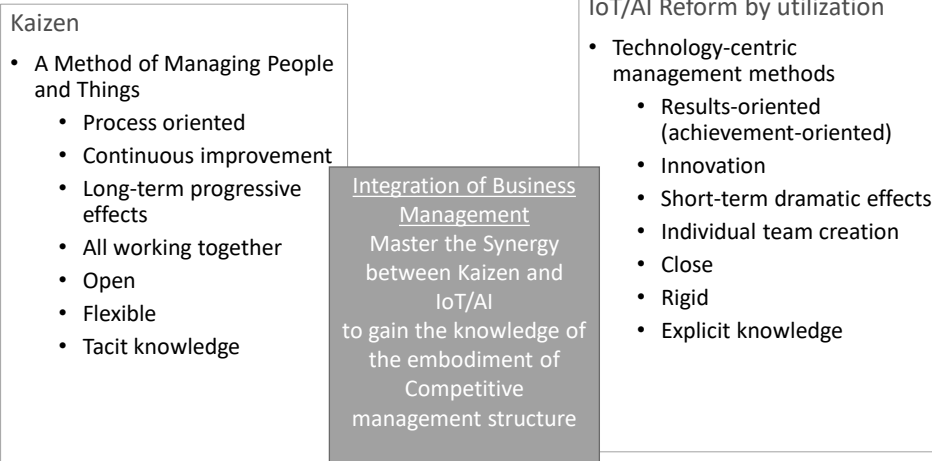 Kaizen
• A Method of Managing People
and Things
• Process oriented
• Continuous improvement
• Long-term progressive
effects
• All working together
• Open
• Flexible
• Tacit knowledge
Integration of Business
Management
Master the Synergy
between Kaizen and
IoT/AI
to gain the knowledge of
the embodiment of
Competitive
management structure
IoT/AI Reform by utilization
• Technology-centric
management methods
• Results-oriented
(achievement-oriented)
• Innovation
• Short-term dramatic effects
• Individual team creation
• Close
• Rigid
• Explicit knowledge